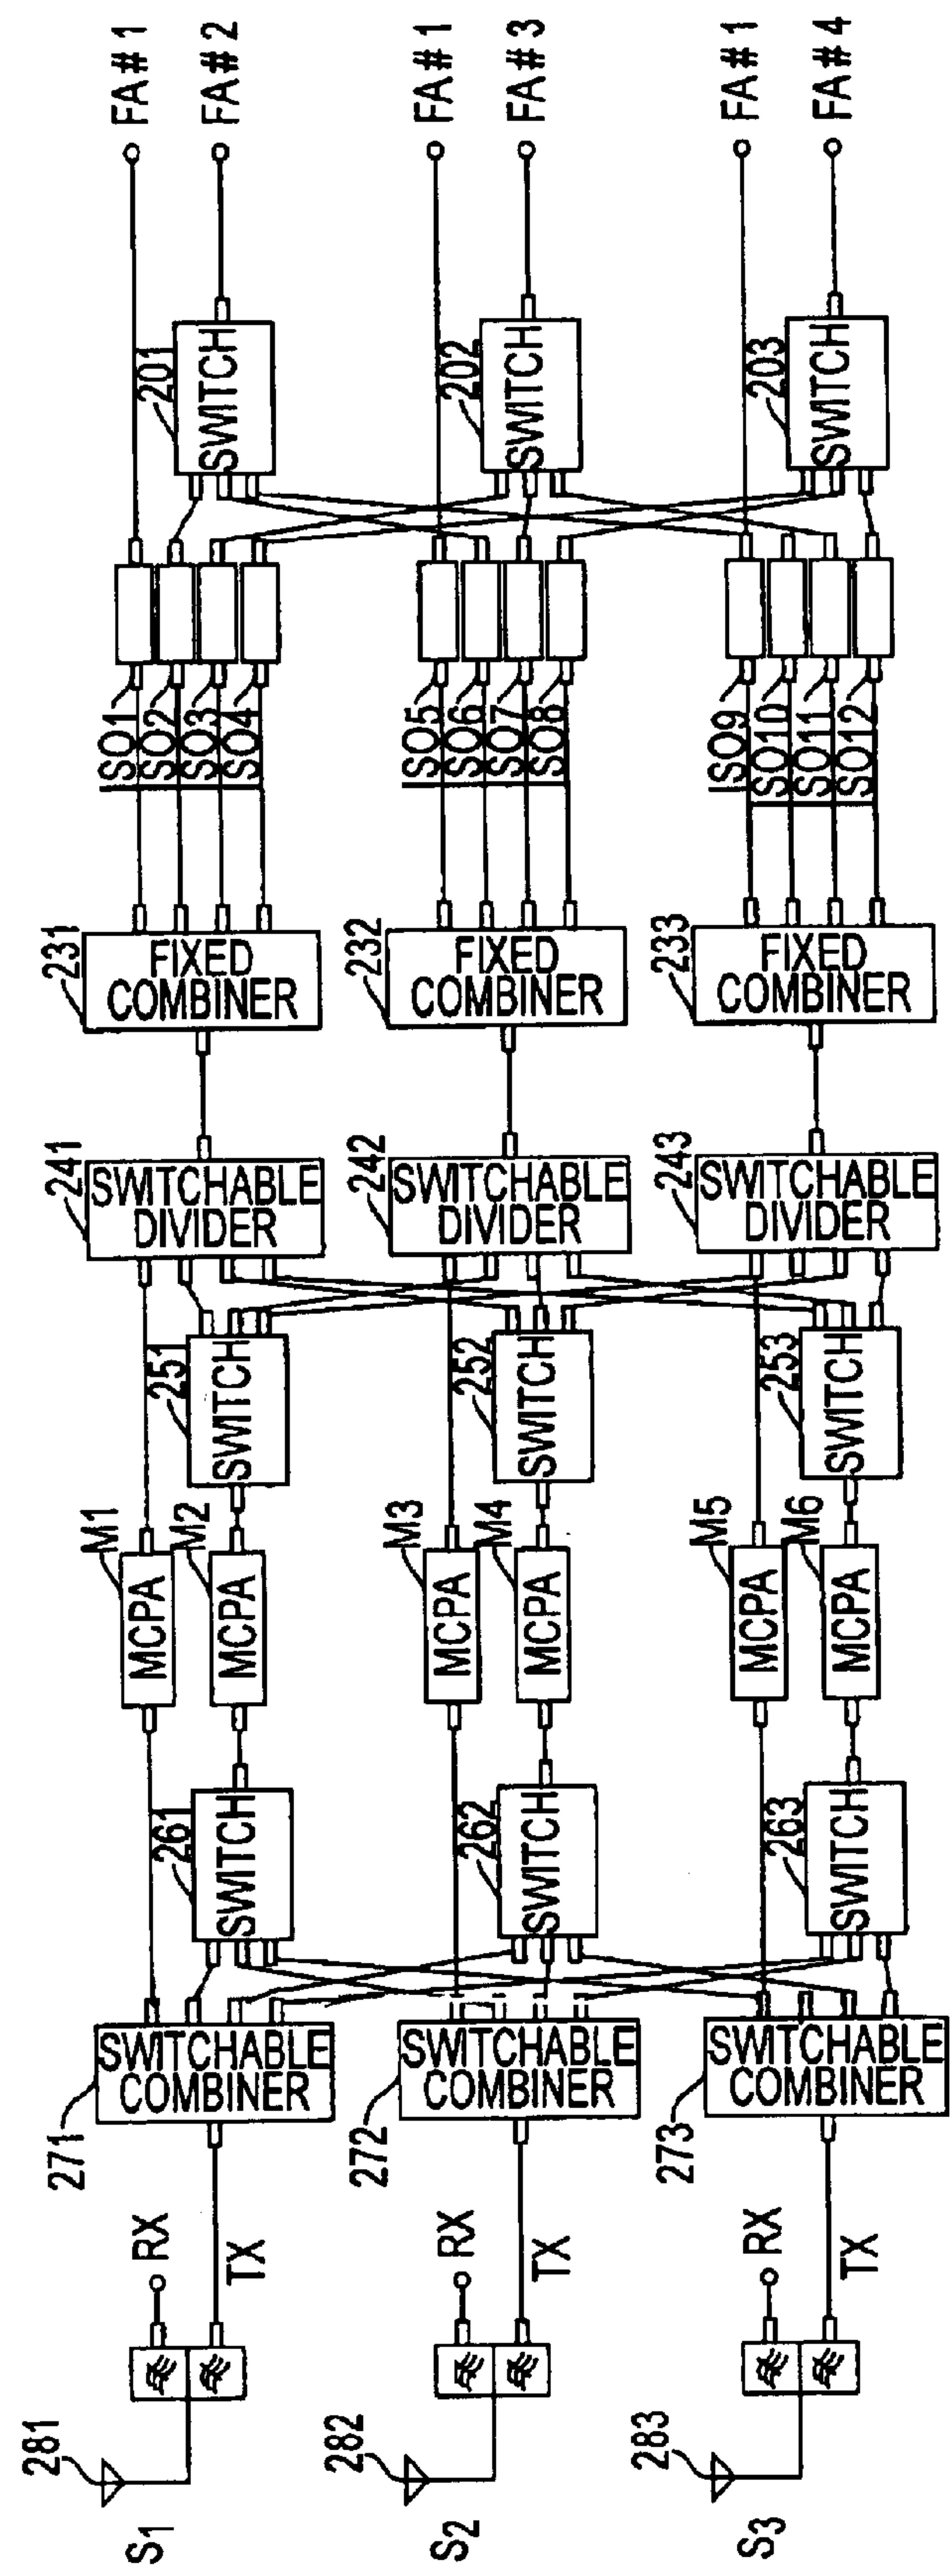 FA#1
FA#2
FA#1
FA#3
FA#1
FA#4
201
SWITCH
202
SWITCH
203
SWITCH
ISO1
ISO2
ISO3
ISO4
ISO5
ISO6
ISO7
ISO8
ISO9
ISO10
ISO11
ISO12
231
FIXED
COMBINER
232
FIXED
COMBINER
233
FIXED
COMBINER
241
SWITCHABLE
DIVIDER
242
SWITCHABLE
DIVIDER
243
SWITCHABLE
DIVIDER
251
SWITCH
252
SWITCH
253
SWITCH
M1
MCPA
M2
MCPA
M3
MCPA
M4
MCPA
M5
MCPA
M6
MCPA
261
SWITCH
262
SWITCH
263
SWITCH
271
SWITCHABLE
COMBINER
272
SWITCHABLE
COMBINER
273
SWITCHABLE
COMBINER
RX
TX
RX
TX
RX
TX
281
282
283
S1
S2
S3